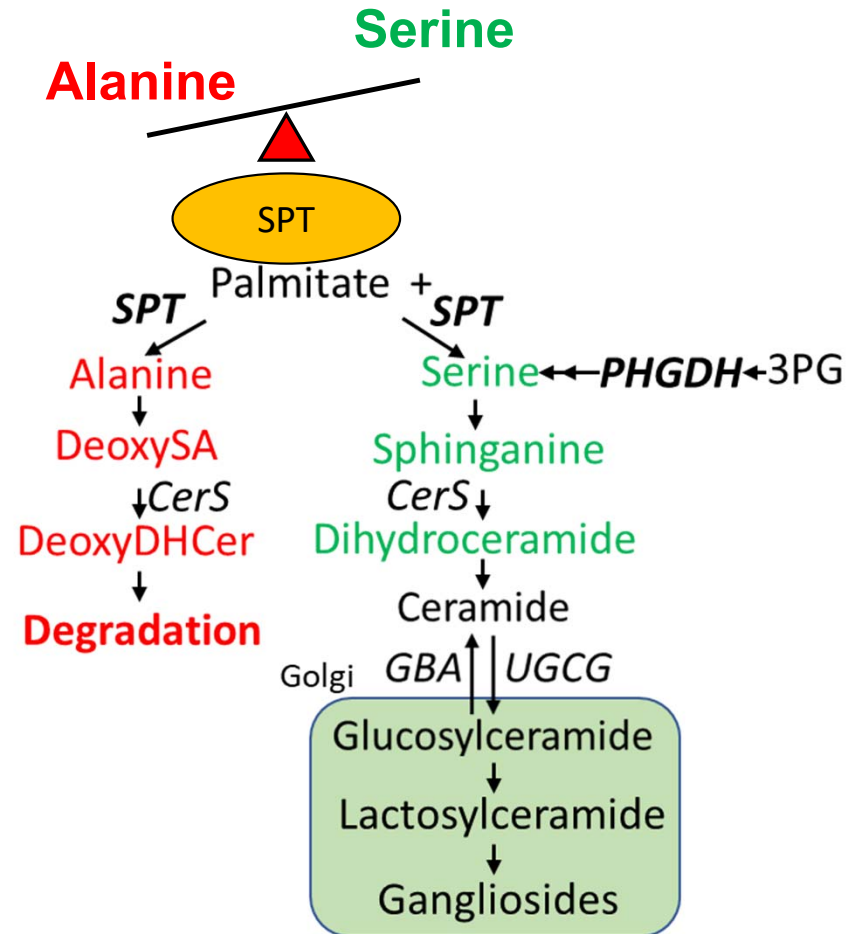 Serine
Alanine
SPT
Palmitate +
SPT
SPT
Alanine
Serine PHGDH 3PG
DeoxySA
Sphinganine
CerS
CerS
DeoxyDHCer
Dihydroceramide
Degradation
Ceramide
Golgi GBA UGCG
Glucosylceramide
Lactosylceramide
Gangliosides